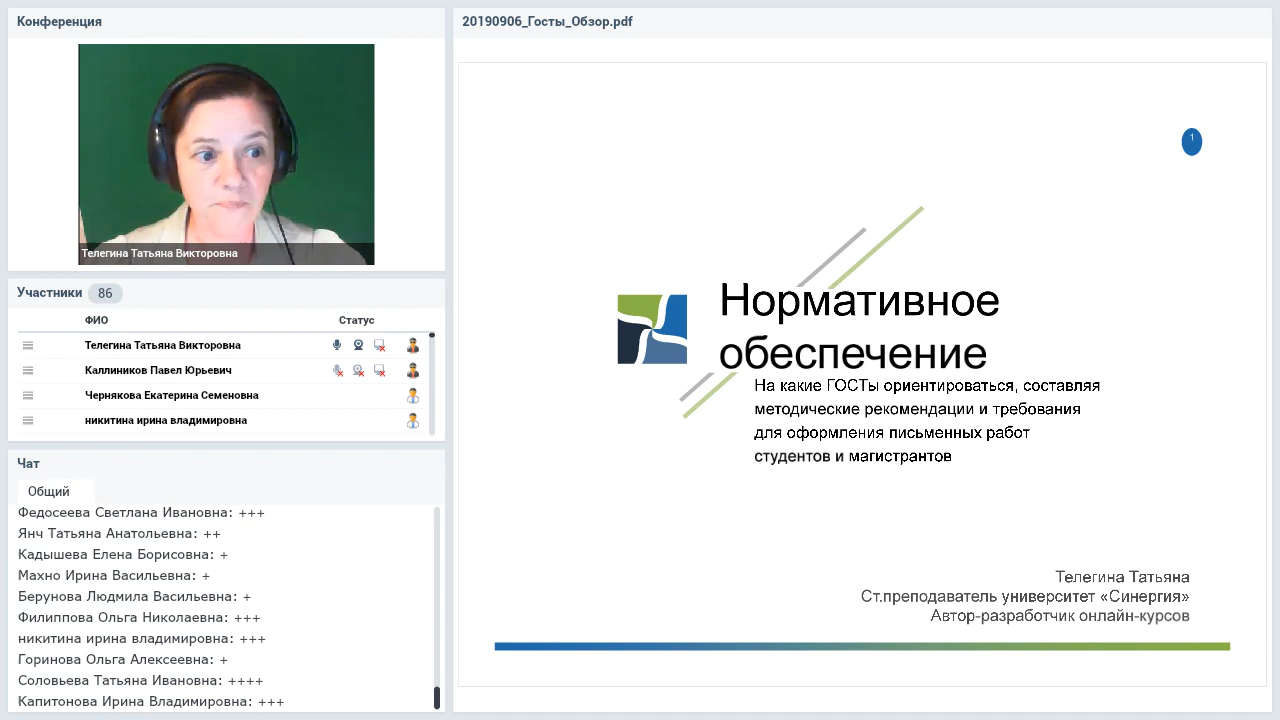 Конференция
Телегина Татьяна Викторовна
Участники 86
ФИО Статус
Телегина Татьяна Викторовна
Каллиников Павел Юрьевич
Чернякова Екатерина Семеновна
никитина ирина владимировна
Чат
Общий
Федосеева Светлана Ивановна: +++
Янч Татьяна Анатольевна: ++
Кадышева Елена Борисовна: +
Махно Ирина Васильевна: +
Берунова Людмила Васильевна: +
Филиппова Ольга Николаевна: +++
никитина ирина владимировна: +++
Горинова Ольга Алексеевна: +
Соловьева Татьяна Ивановна: ++++
Капитонова Ирина Владимировна: +++
20190906_Госты_Обзор.pdf
1
Нормативное
обеспечение
На какие ГОСТы ориентироваться, составляя
методические рекомендации и требования
для оформления письменных работ
студентов и магистрантов
Телегина Татьяна
Ст.преподаватель университет «Синергия»
Автор-разработчик онлайн-курсов